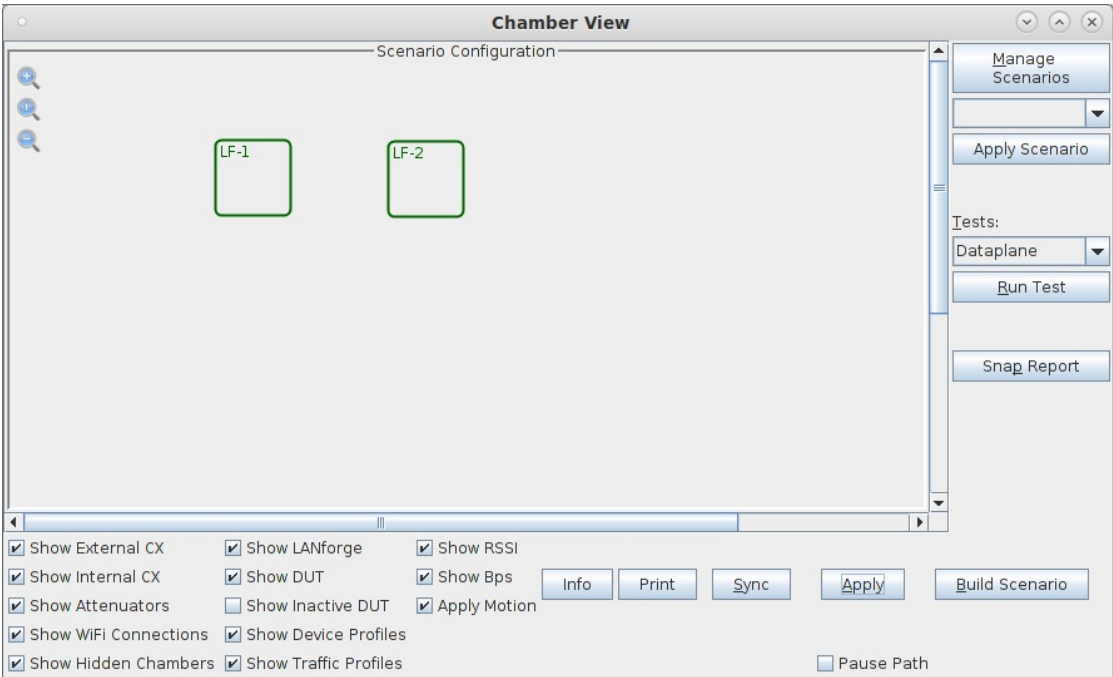 Chamber View
Scenario Configuration
LF-1
LF-2
Manage
Scenarios
Apply Scenario
Tests:
Dataplane
Run Test
Snap Report
Show External CX
Show LANforge
Show RSSI
Show Internal CX
Show DUT
Show Bps
Show Attenuators
Show Inactive DUT
Apply Motion
Show WiFi Connections
Show Device Profiles
Show Hidden Chambers
Show Traffic Profiles
Info
Print
Sync
Apply
Build Scenario
Pause Path